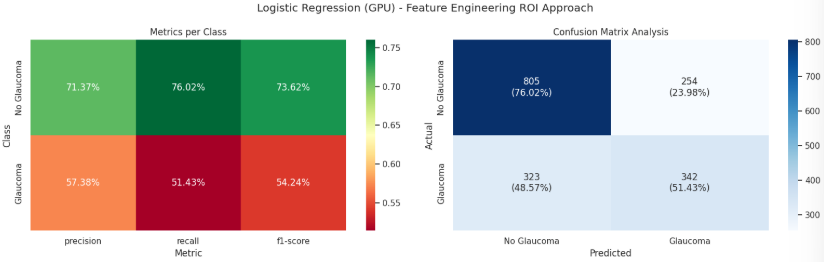 Logistic Regression (GPU) - Feature Engineering ROI Approach
Metrics per Class
No Glaucoma
Glaucoma
Class
71.37%
76.02%
73.62%
57.38%
51.43%
54.24%
precision
recall
f1-score
Metric
0.75
0.70
0.65
0.60
0.55
Confusion Matrix Analysis
No Glaucoma
Glaucoma
Actual
805
(76.02%)
254
(23.98%)
323
(48.57%)
342
(51.43%)
No Glaucoma
Glaucoma
Predicted
800
700
600
500
400
300